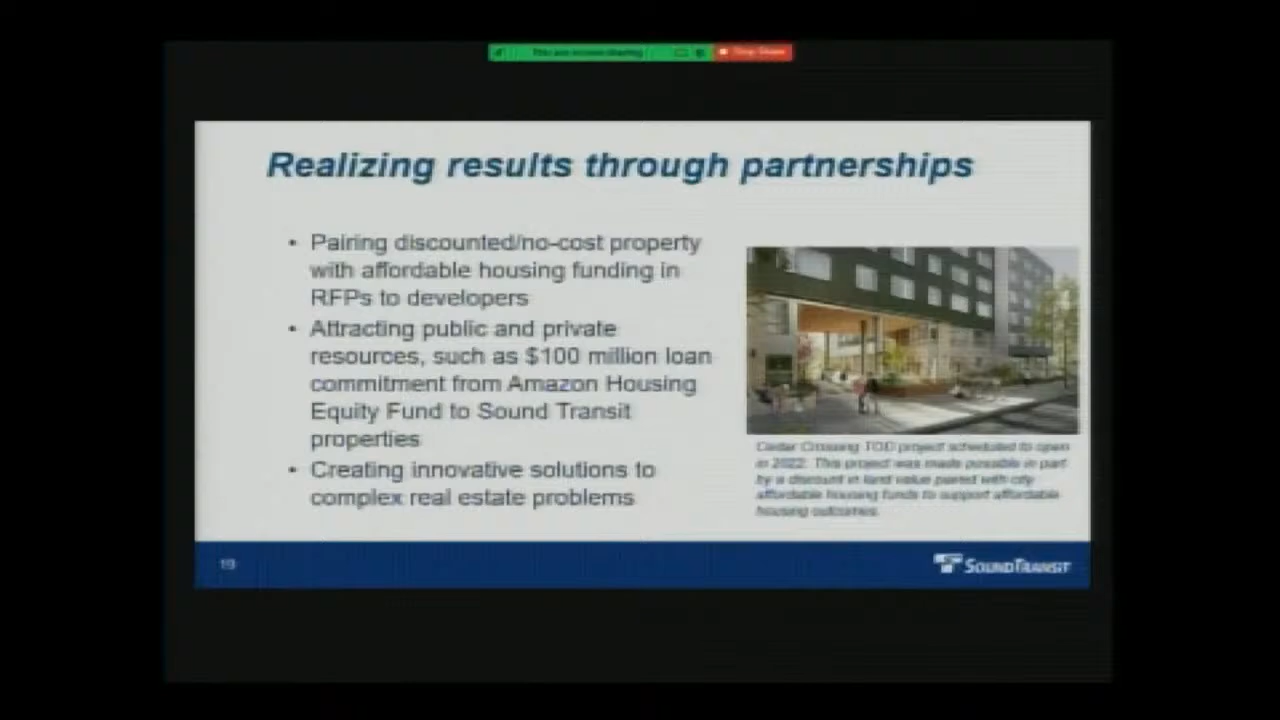 Realizing results through partnerships
• Pairing discounted/no-cost property
with affordable housing funding in
RFPs to developers
• Attracting public and private
resources, such as $100 million loan
commitment from Amazon Housing
Equity Fund to Sound Transit
properties
• Creating innovative solutions to
complex real estate problems
Cedar Crossing TOD project scheduled to open
in 2022. This project was made possible in part
by a discount in land value paired with city
affordable housing funds to support affordable
housing outcomes.
19
SOUNDTRANSIT